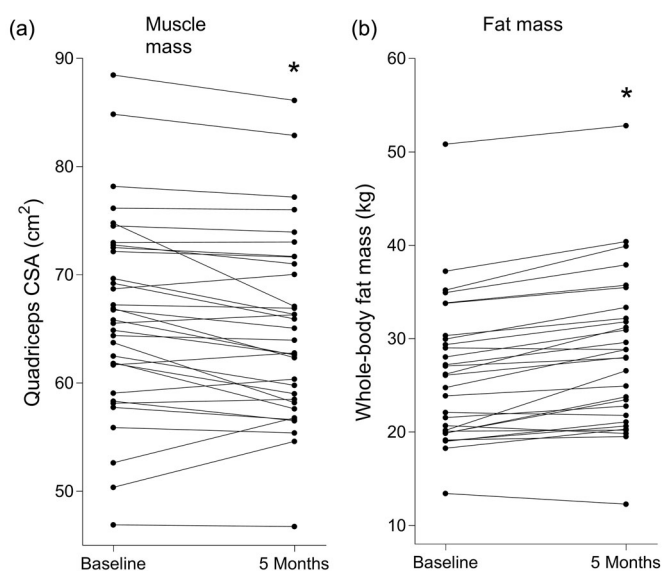 (a)
Muscle
mass
*
Quadriceps CSA (cm²)
90
80
70
60
50
Baseline
5 Months
(b)
Fat mass
*
Whole-body fat mass (kg)
60
50
40
30
20
10
Baseline
5 Months